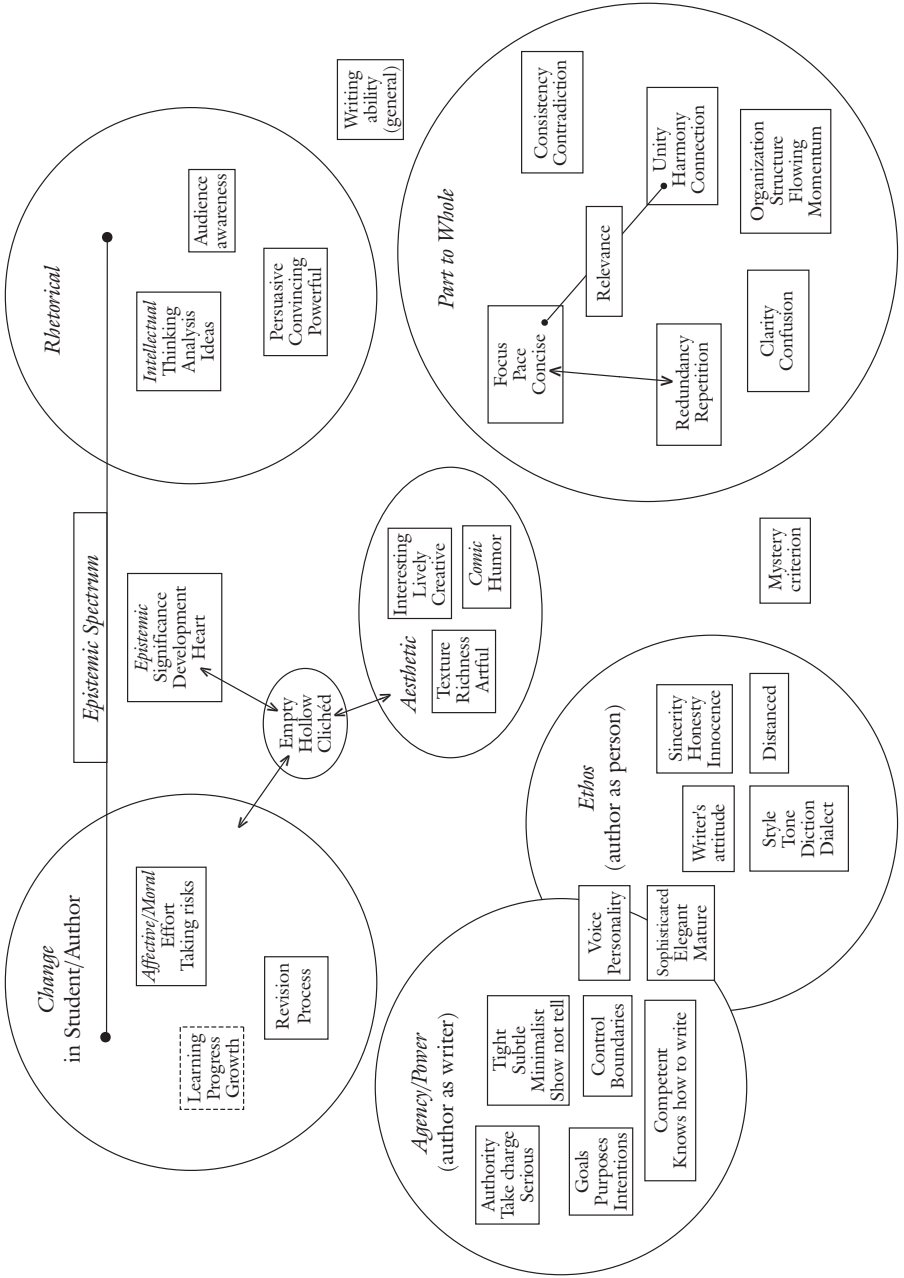 Epistemic Spectrum
Change
in Student/Author
Affective/Moral
Effort
Taking risks
Learning
Progress
Growth
Revision
Process
Epistemic
Significance
Development
Heart
Empty
Hollow
Clichéd
Rhetorical
Intellectual
Thinking
Analysis
Ideas
Audience
awareness
Persuasive
Convincing
Powerful
Writing
ability
(general)
Aesthetic
Interesting
Lively
Creative
Texture
Richness
Artful
Comic
Humor
Agency/Power
(author as writer)
Authority
Take charge
Serious
Tight
Subtle
Minimalist
Show not tell
Goals
Purposes
Intentions
Control
Boundaries
Competent
Knows how to write
Voice
Personality
Sophisticated
Elegant
Mature
Ethos
(author as person)
Writer's
attitude
Sincerity
Honesty
Innocence
Style
Tone
Diction
Dialect
Distanced
Mystery
criterion
Part to Whole
Focus
Pace
Concise
Consistency
Contradiction
Relevance
Redundancy
Repetition
Unity
Harmony
Connection
Clarity
Confusion
Organization
Structure
Flowing
Momentum